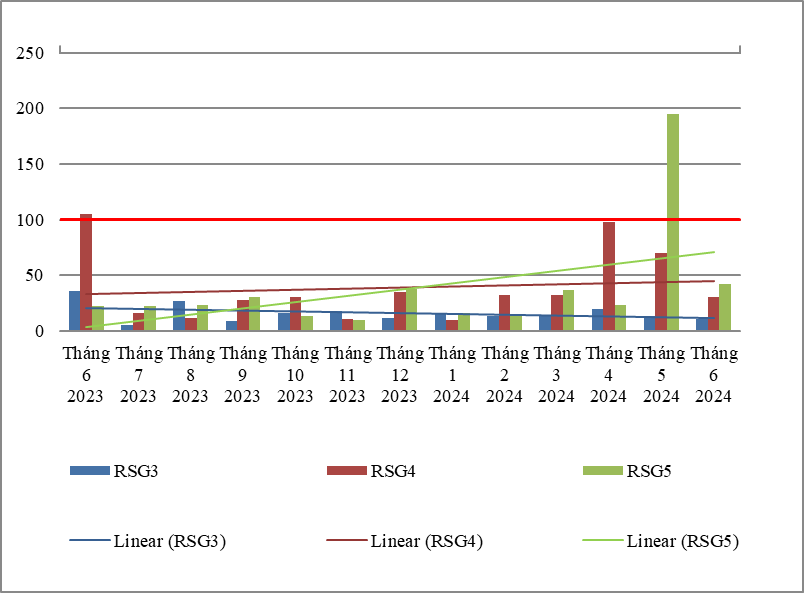 250
200
150
100
50
0
Tháng Tháng Tháng Tháng Tháng Tháng Tháng Tháng Tháng Tháng Tháng Tháng Tháng
6 7 8 9 10 11 12 1 2 3 4 5 6
2023 2023 2023 2023 2023 2023 2023 2024 2024 2024 2024 2024 2024
RSG3 RSG4 RSG5
Linear (RSG3) Linear (RSG4) Linear (RSG5)